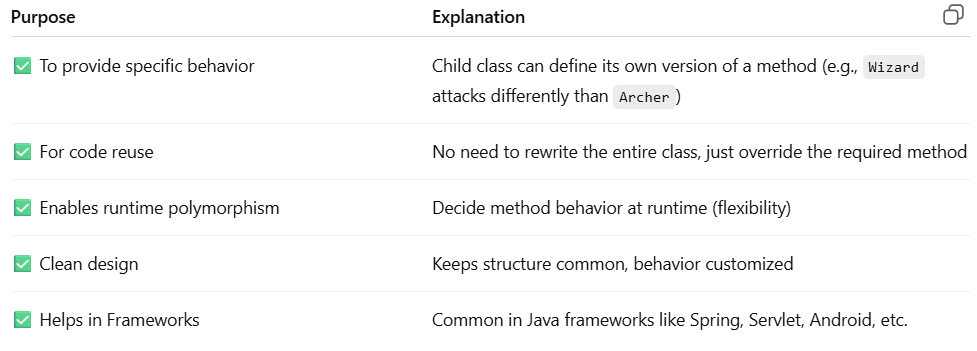 Purpose Explanation
✅ To provide specific behavior Child class can define its own version of a method (e.g., Wizard
attacks differently than Archer)
✅ For code reuse No need to rewrite the entire class, just override the required method
✅ Enables runtime polymorphism Decide method behavior at runtime (flexibility)
✅ Clean design Keeps structure common, behavior customized
✅ Helps in Frameworks Common in Java frameworks like Spring, Servlet, Android, etc.